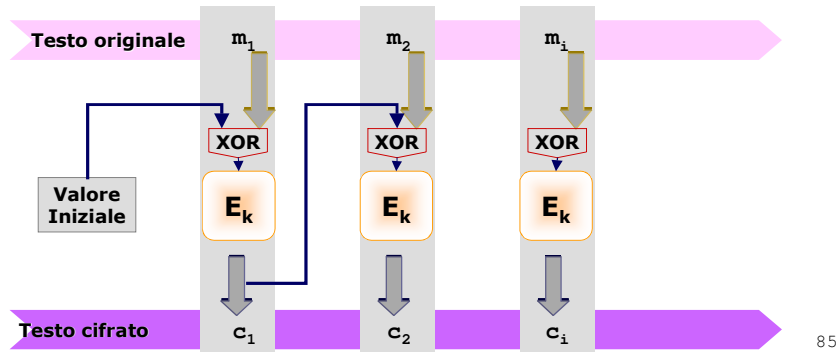 Testo originale
m1 m2 mi
XOR XOR XOR
Valore
Iniziale
Ek Ek Ek
Testo cifrato
c1 c2 ci
85